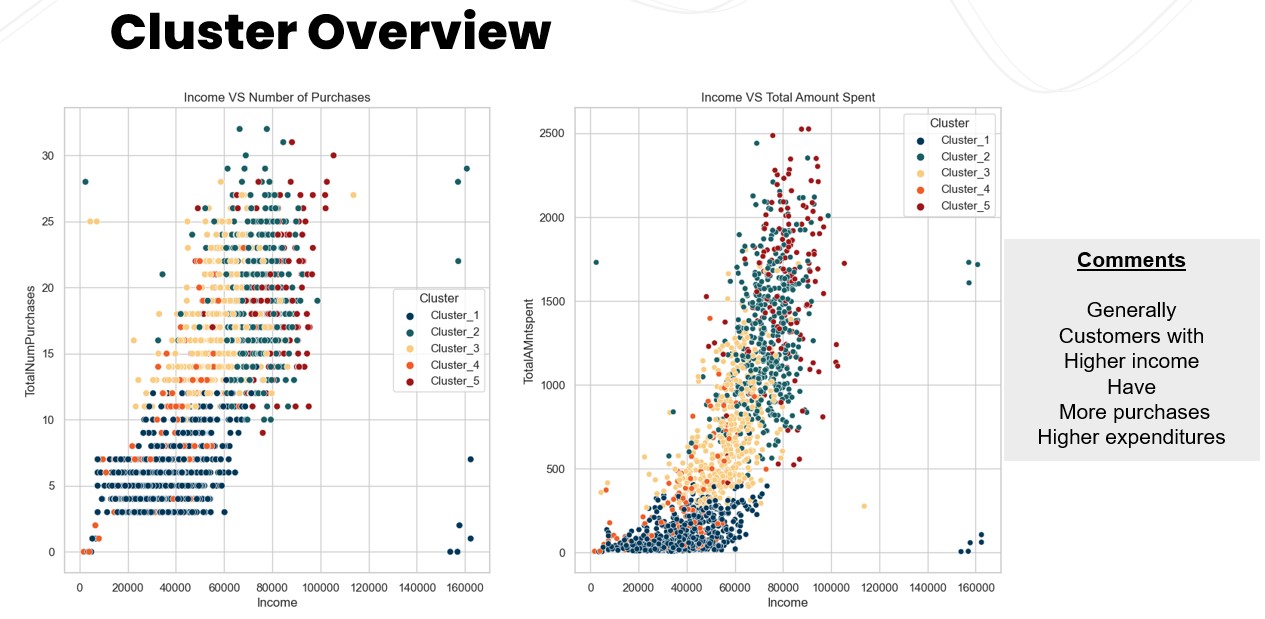 Cluster Overview
Income VS Number of Purchases
TotalNumPurchases
30
25
20
15
10
5
0
0 20000 40000 60000 80000 100000 120000 140000 160000
Income
Cluster
Cluster_1
Cluster_2
Cluster_3
Cluster_4
Cluster_5
Income VS Total Amount Spent
TotalAMntspent
2500
2000
1500
1000
500
0
0 20000 40000 60000 80000 100000 120000 140000 160000
Income
Cluster
Cluster_1
Cluster_2
Cluster_3
Cluster_4
Cluster_5
Comments
Generally
Customers with
Higher income
Have
More purchases
Higher expenditures